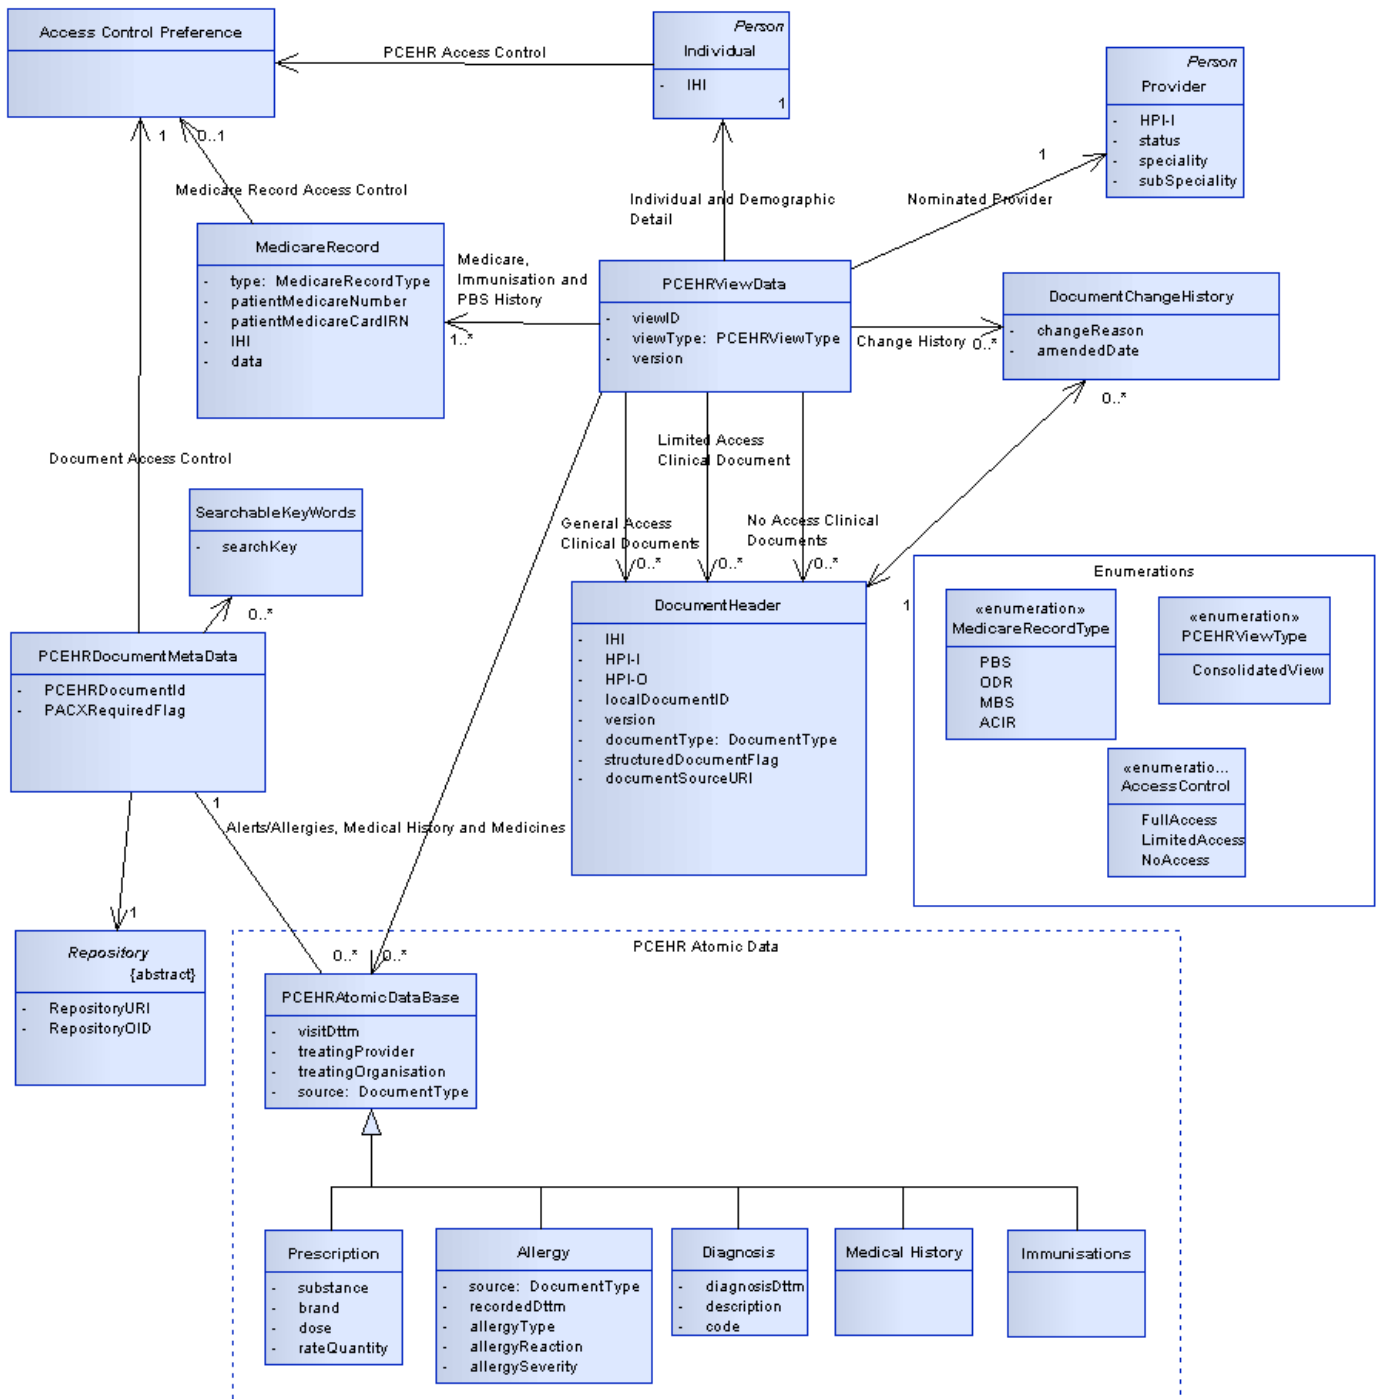 Access Control Preference
PCEHR Access Control
Person
Individual
- IHI
1
Person
Provider
- HPI-I
- status
- speciality
- subSpeciality
1
0..1
1
Medicare Record Access Control
Individual and Demographic
Detail
Nominated Provider
MedicareRecord
- type: MedicareRecordType
- patientMedicareNumber
- patientMedicareCardIRN
- IHI
- data
Medicare,
Immunisation and
PBS History
1..*
PCEHRViewData
- viewID
- viewType: PCEHRViewType
- version
Change History
0..*
DocumentChangeHistory
- changeReason
- amendedDate
0..*
Document Access Control
Limited Access
Clinical Document
General Access
Clinical Documents
No Access Clinical
Documents
0..*
0..*
0..*
SearchableKeyWords
- searchKey
0..*
1
DocumentHeader
- IHI
- HPI-I
- HPI-O
- localDocumentID
- version
- documentType: DocumentType
- structuredDocumentFlag
- documentSourceURI
Enumerations
«enumeration»
MedicareRecordType
PBS
ODR
MBS
ACIR
«enumeration»
PCEHRViewType
ConsolidatedView
«enumeratio...
AccessControl
FullAccess
LimitedAccess
NoAccess
PCEHRDocumentMetaData
- PCEHRDocumentId
- PACXRequiredFlag
1
Alerts/Allergies, Medical History and Medicines
1
Repository
{abstract}
- RepositoryURI
- RepositoryOID
PCEHR Atomic Data
0..*
0..*
PCEHRAtomicDataBase
- visitDttm
- treatingProvider
- treatingOrganisation
- source: DocumentType
Prescription
- substance
- brand
- dose
- rateQuantity
Allergy
- source: DocumentType
- recordedDttm
- allergyType
- allergyReaction
- allergySeverity
Diagnosis
- diagnosisDttm
- description
- code
Medical History
Immunisations